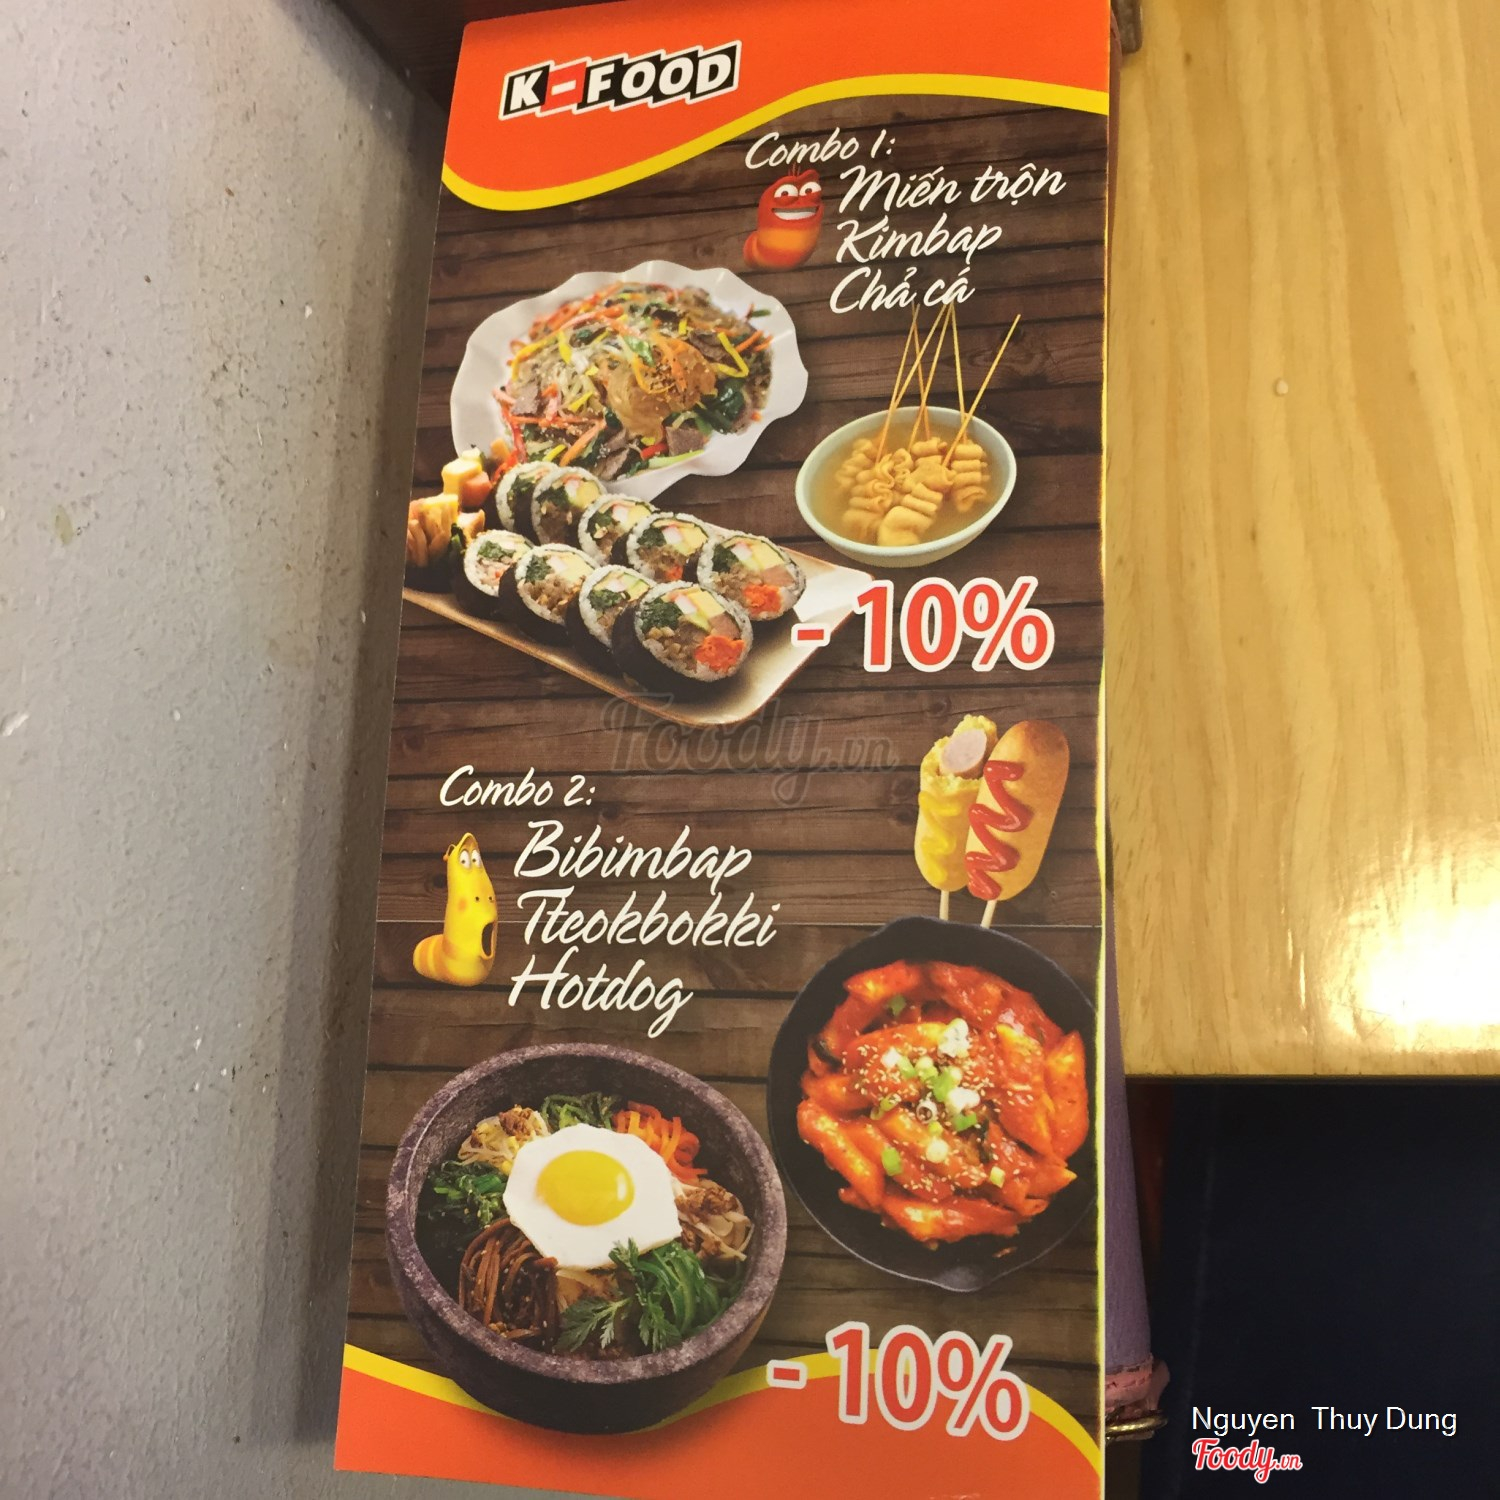 K-FOOD
Combo 1:
Miến trộn
Kimbap
Chả cá
- 10%
Foody.vn
Combo 2:
Bibimbap
Tteokbokki
Hotdog
- 10%
Nguyen Thuy Dung
Foody.vn